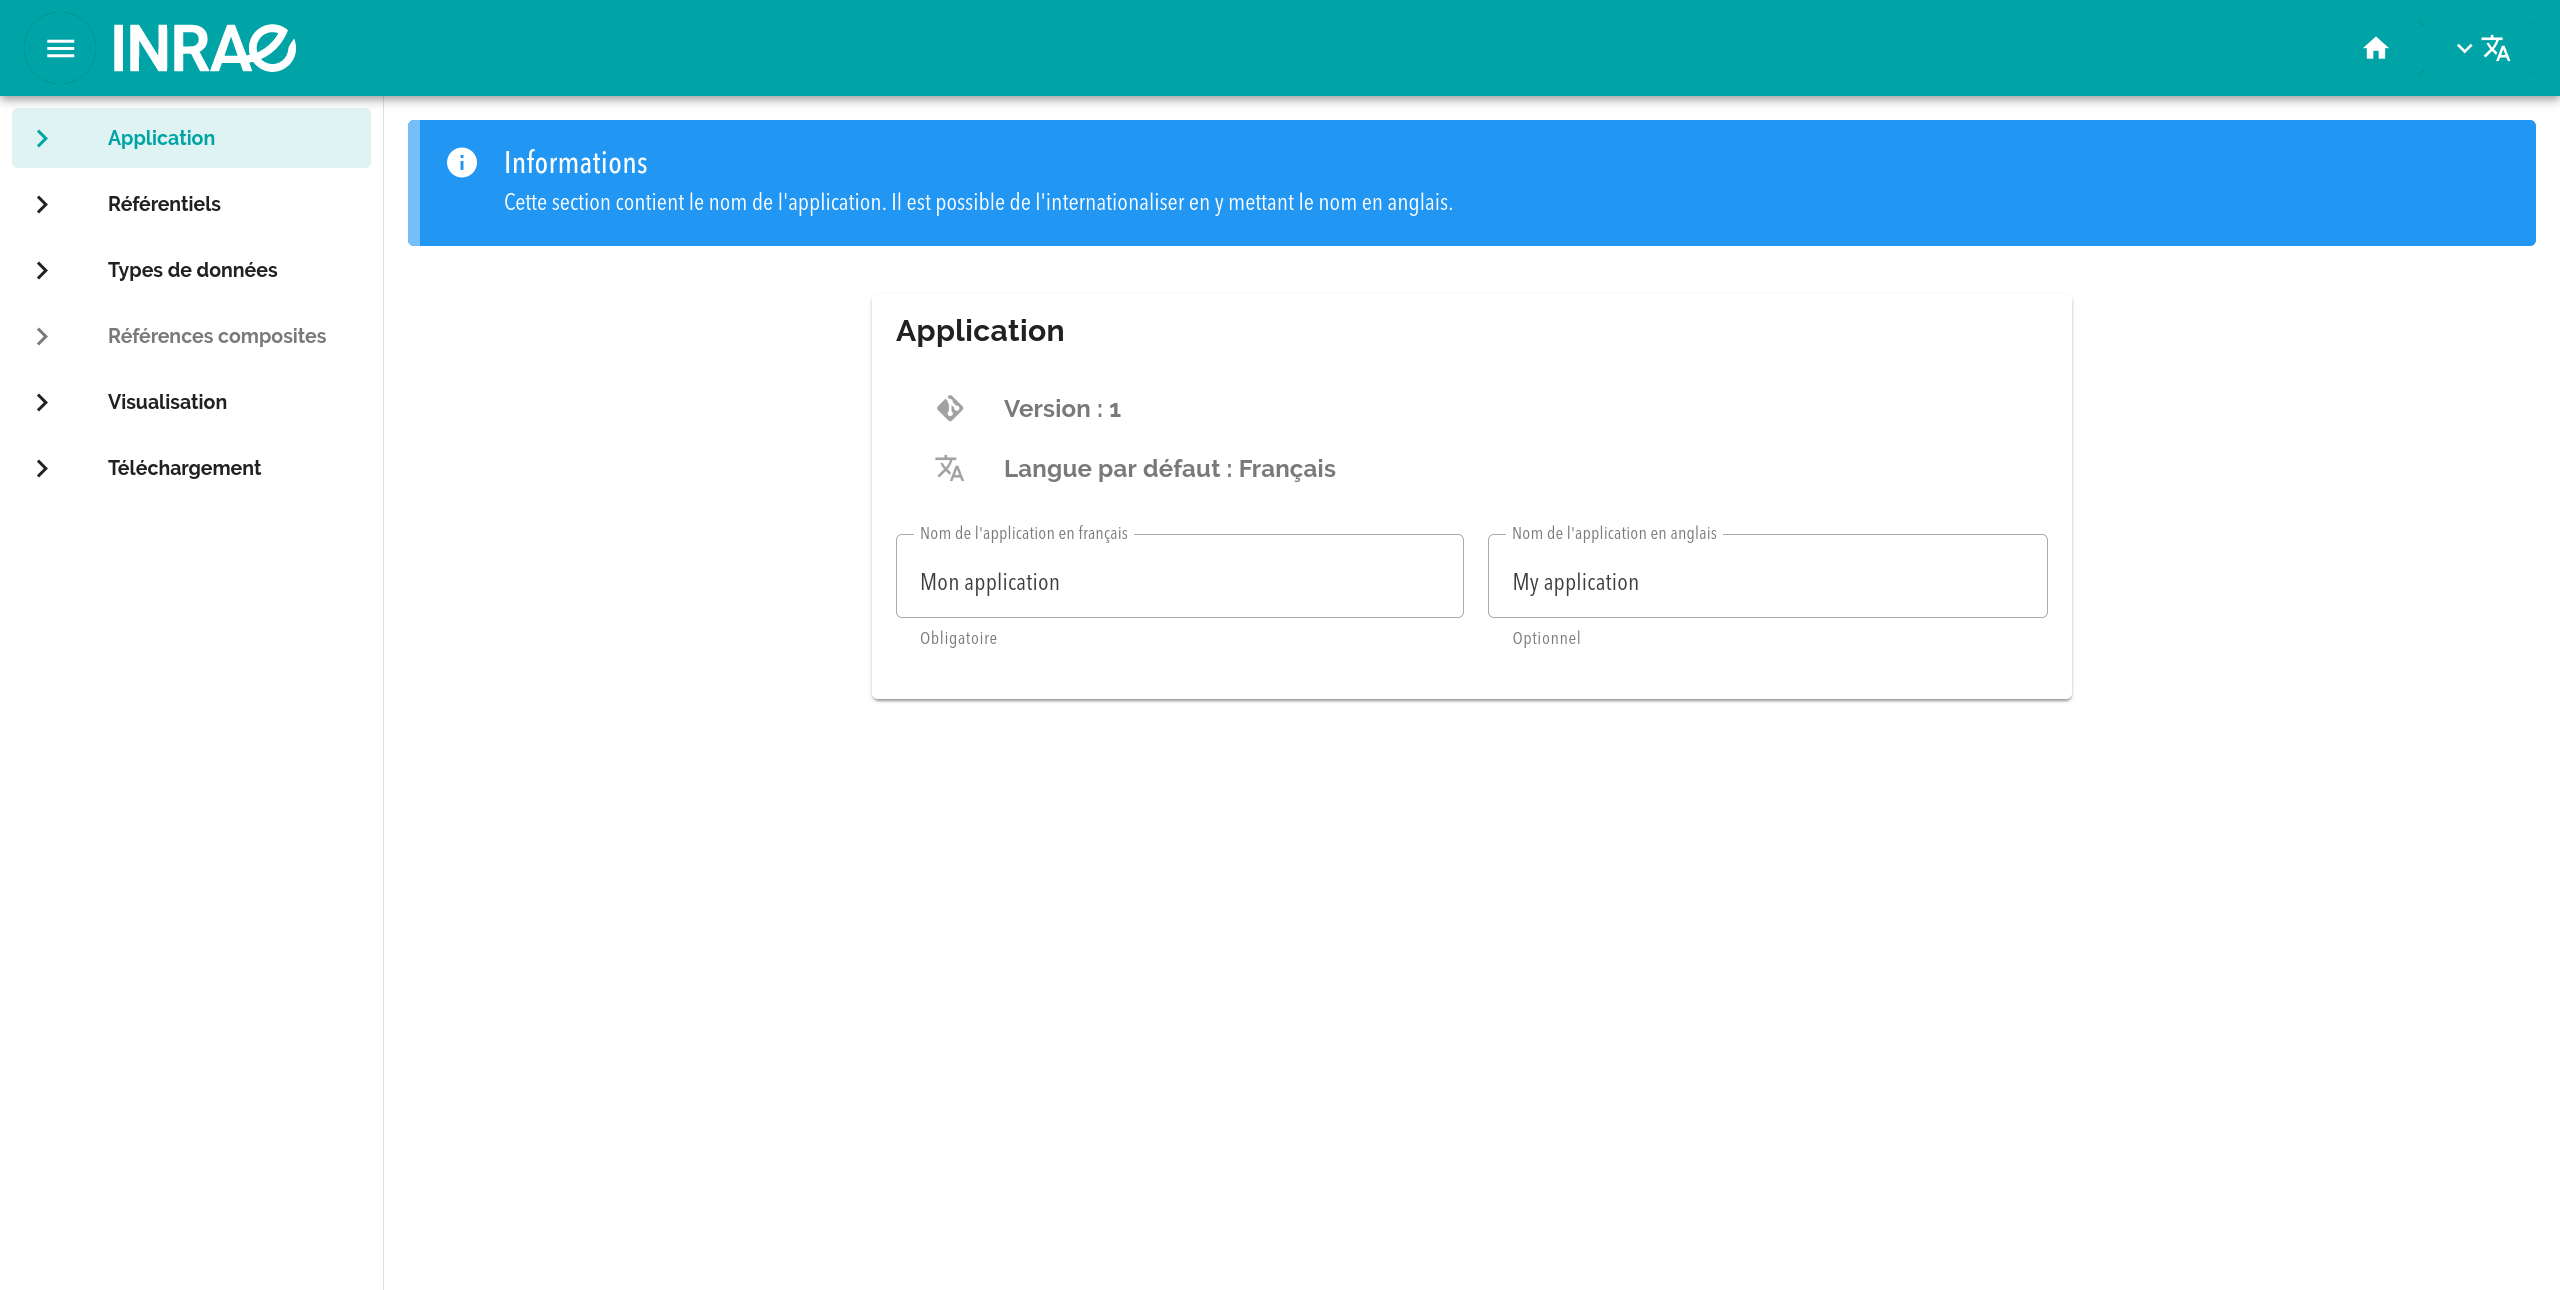 INRAE
Application
Référentiels
Types de données
Références composites
Visualisation
Téléchargement
Informations
Cette section contient le nom de l'application. Il est possible de l'internationaliser en y mettant le nom en anglais.
Application
Version : 1
Langue par défaut : Français
Nom de l'application en français
Mon application
Obligatoire
Nom de l'application en anglais
My application
Optionnel